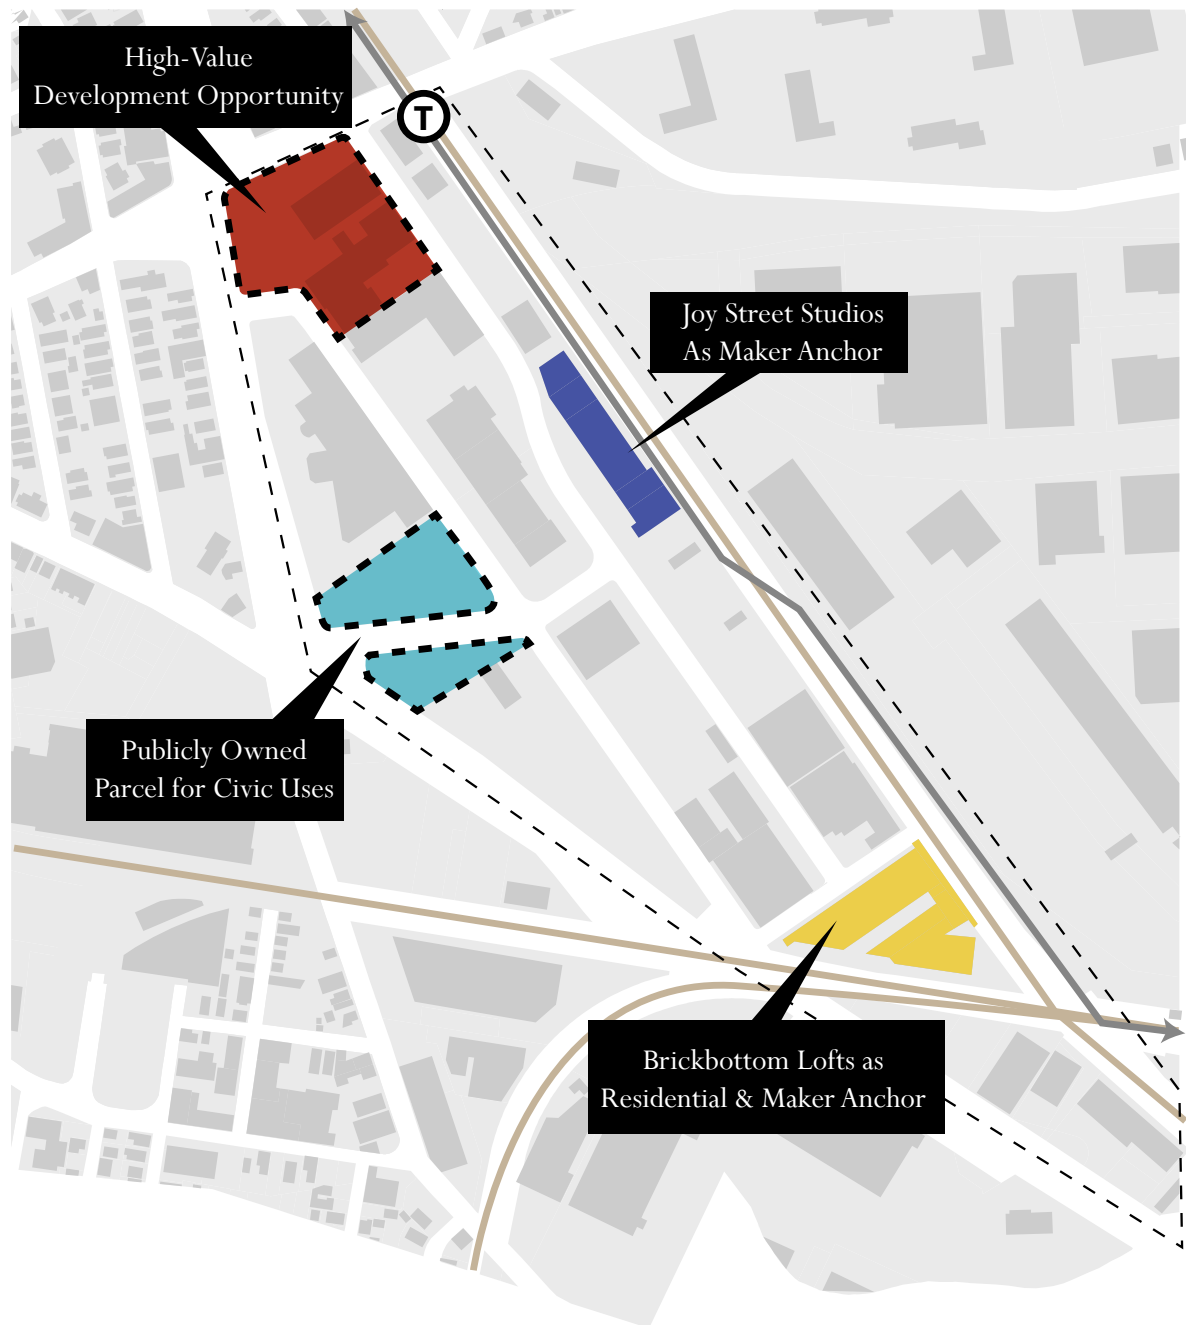 High-Value
Development Opportunity
T
Joy Street Studios
As Maker Anchor
Publicly Owned
Parcel for Civic Uses
Brickbottom Lofts as
Residential & Maker Anchor